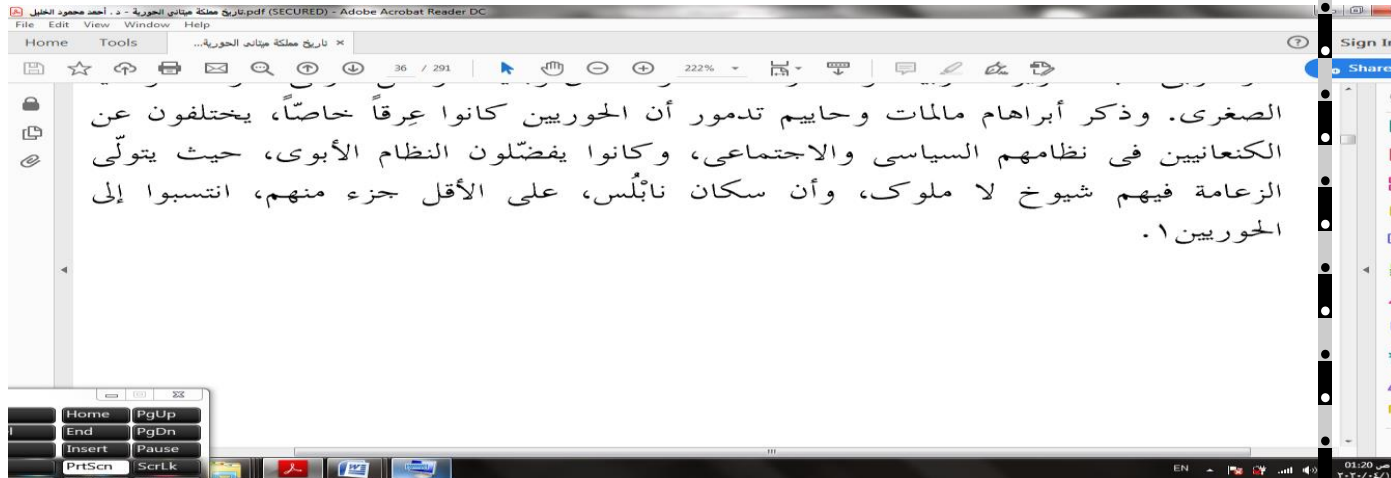 تاريخ مملكة ميتاني الحورية - د. أحمد محمود الخليل.pdf (SECURED) - Adobe Acrobat Reader DC
File Edit View Window Help
Home Tools تاريخ مملكة ميتانى الحورية... × Sign In
36 / 291 222% Share
الصغرى. وذكر أبراهام مالمات وحاييم تدمور أن الحوريين كانوا عِرقاً خاصّاً، يختلفون عن
الكنعانيين فى نظامهم السياسى والاجتماعى، وكانوا يفضّلون النظام الأبوى، حيث يتولّى
الزعامة فيهم شيوخ لا ملوک، وأن سكان نابْلُس، على الأقل جزء منهم، انتسبوا إلى
الحوريين١.
Home PgUp
End PgDn
Insert Pause
PrtScn ScrLk
EN 01:20